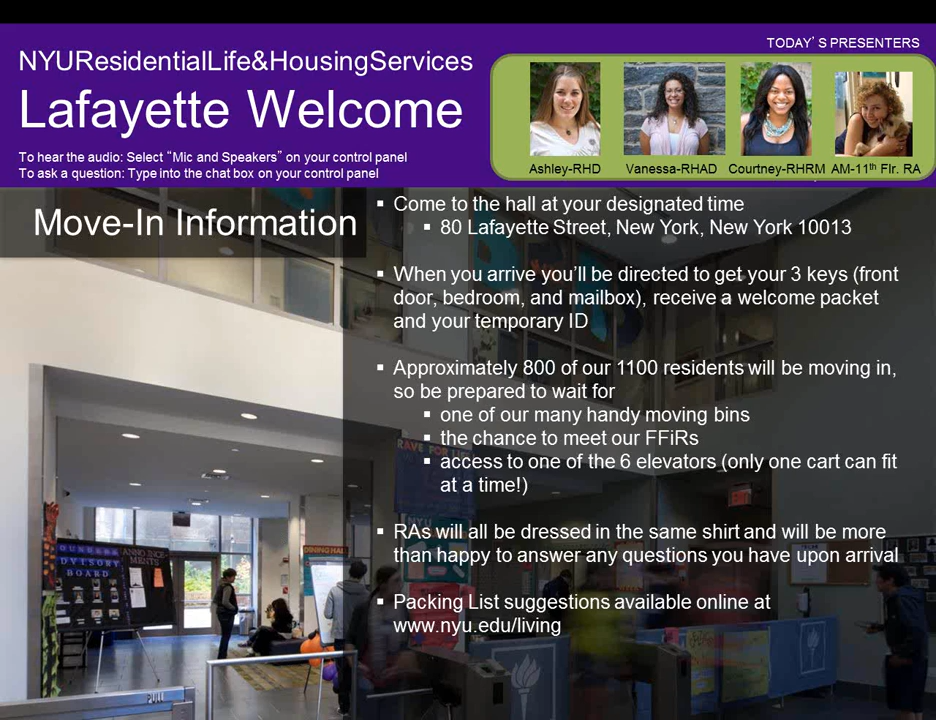 TODAY’S PRESENTERS
NYUResidentialLife&HousingServices
Lafayette Welcome
To hear the audio: Select “Mic and Speakers” on your control panel
To ask a question: Type into the chat box on your control panel
Ashley-RHD
Vanessa-RHAD
Courtney-RHRM
AM-11th Flr. RA
Move-In Information
▪ Come to the hall at your designated time
▪ 80 Lafayette Street, New York, New York 10013
▪ When you arrive you’ll be directed to get your 3 keys (front
door, bedroom, and mailbox), receive a welcome packet
and your temporary ID
▪ Approximately 800 of our 1100 residents will be moving in,
so be prepared to wait for
▪ one of our many handy moving bins
▪ the chance to meet our FFiRs
▪ access to one of the 6 elevators (only one cart can fit
at a time!)
▪ RAs will all be dressed in the same shirt and will be more
than happy to answer any questions you have upon arrival
▪ Packing List suggestions available online at
www.nyu.edu/living
DINING HALL
BOARD
NYU
PULL